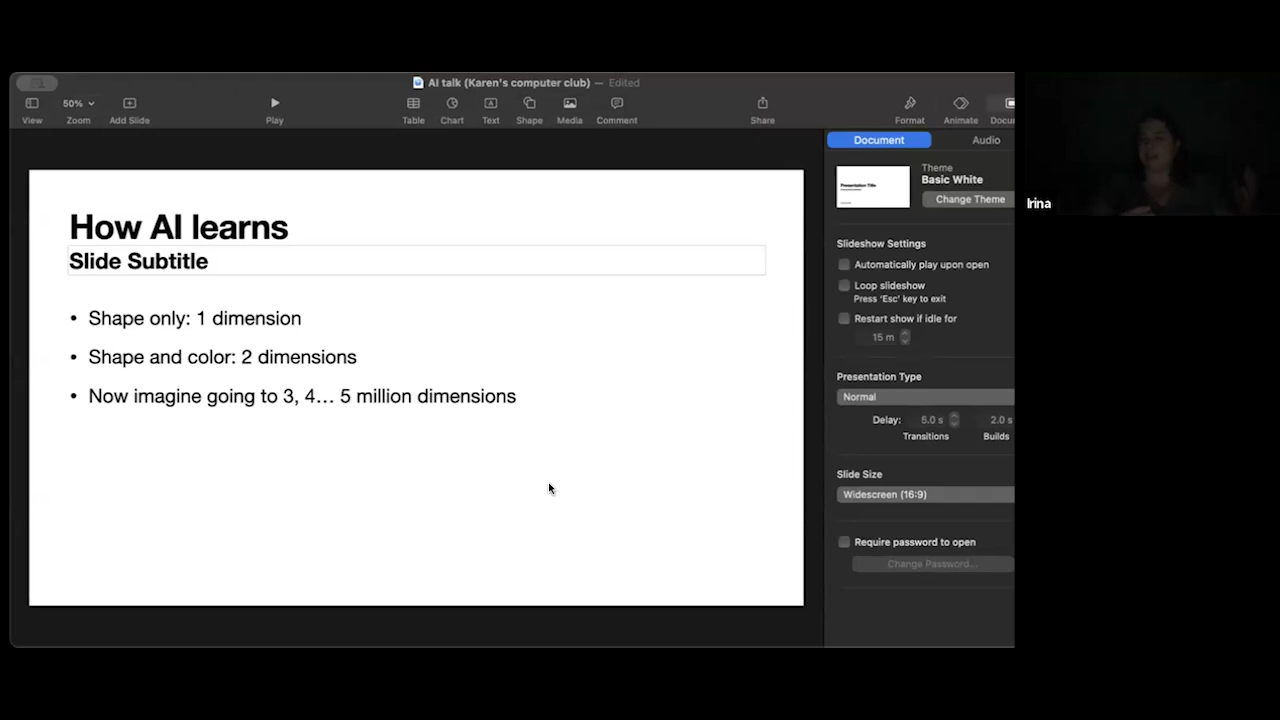 AI talk (Karen's computer club) — Edited
50%
View Zoom Add Slide Play Table Chart Text Shape Media Comment Share Format Animate Docu
Document Audio
Theme
Basic White
Change Theme
Irina
How AI learns
Slide Subtitle
• Shape only: 1 dimension
• Shape and color: 2 dimensions
• Now imagine going to 3, 4… 5 million dimensions
Slideshow Settings
Automatically play upon open
Loop slideshow
Press 'Esc' key to exit
Restart show if idle for
15 m
Presentation Type
Normal
Delay: 5.0 s 2.0 s
Transitions Builds
Slide Size
Widescreen (16:9)
Require password to open
Change Password...